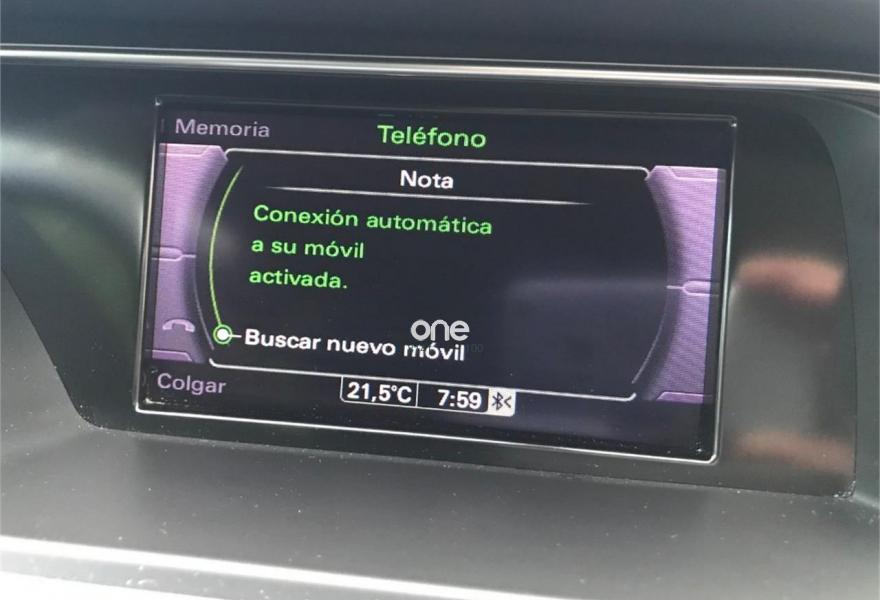 Memoria
Teléfono
Nota
Conexión automática
a su móvil
activada.
one
Buscar nuevo móvil
Colgar
21,5°C 7:59